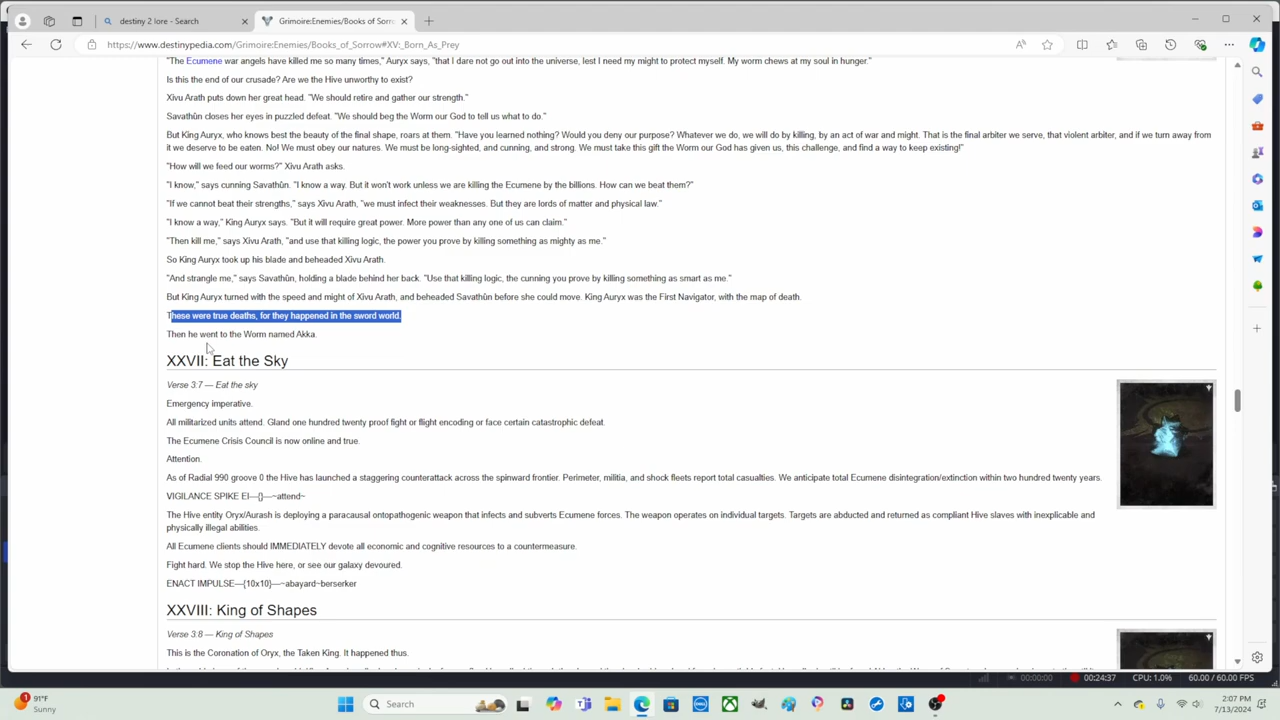 destiny 2 lore - Search
Grimoire:Enemies/Books of Sorrow
https://www.destinypedia.com/Grimoire:Enemies/Books_of_Sorrow#XV:_Born_As_Prey
"The Ecumene war angels have killed me so many times," Auryx says, "that I dare not go out into the universe, lest I need my might to protect myself. My worm chews at my soul in hunger."
Is this the end of our crusade? Are we the Hive unworthy to exist?
Xivu Arath puts down her great head. "We should retire and gather our strength."
Savathûn closes her eyes in puzzled defeat. "We should beg the Worm our God to tell us what to do."
But King Auryx, who knows best the beauty of the final shape, roars at them. "Have you learned nothing? Would you deny our purpose? Whatever we do, we will do by killing, by an act of war and might. That is the final arbiter we serve, that violent arbiter, and if we turn away from
it we deserve to be eaten. No! We must obey our natures. We must be long-sighted, and cunning, and strong. We must take this gift the Worm our God has given us, this challenge, and find a way to keep existing!"
"How will we feed our worms?" Xivu Arath asks.
"I know," says cunning Savathûn. "I know a way. But it won't work unless we are killing the Ecumene by the billions. How can we beat them?"
"If we cannot beat their strengths," says Xivu Arath, "we must infect their weaknesses. But they are lords of matter and physical law."
"I know a way," King Auryx says. "But it will require great power. More power than any one of us can claim."
"Then kill me," says Xivu Arath, "and use that killing logic, the power you prove by killing something as mighty as me."
So King Auryx took up his blade and beheaded Xivu Arath.
"And strangle me," says Savathûn, holding a blade behind her back. "Use that killing logic, the cunning you prove by killing something as smart as me."
But King Auryx turned with the speed and might of Xivu Arath, and beheaded Savathûn before she could move. King Auryx was the First Navigator, with the map of death.
These were true deaths, for they happened in the sword world.
Then he went to the Worm named Akka.
XXVII: Eat the Sky
Verse 3:7 — Eat the sky
Emergency imperative.
All militarized units attend. Gland one hundred twenty proof fight or flight encoding or face certain catastrophic defeat.
The Ecumene Crisis Council is now online and true.
Attention.
As of Radial 990 groove 0 the Hive has launched a staggering counterattack across the spinward frontier. Perimeter, militia, and shock fleets report total casualties. We anticipate total Ecumene disintegration/extinction within two hundred twenty years.
VIGILANCE SPIKE EI—{}—~attend~
The Hive entity Oryx/Aurash is deploying a paracausal ontopathogenic weapon that infects and subverts Ecumene forces. The weapon operates on individual targets. Targets are abducted and returned as compliant Hive slaves with inexplicable and
physically illegal abilities.
All Ecumene clients should IMMEDIATELY devote all economic and cognitive resources to a countermeasure.
Fight hard. We stop the Hive here, or see our galaxy devoured.
ENACT IMPULSE—{10x10}—~abayard~berserker
XXVIII: King of Shapes
Verse 3:8 — King of Shapes
This is the Coronation of Oryx, the Taken King. It happened thus.
00:00:00
00:24:37
CPU: 1.0%
60.00 / 60.00 FPS
91°F
Sunny
Search
2:07 PM
7/13/2024